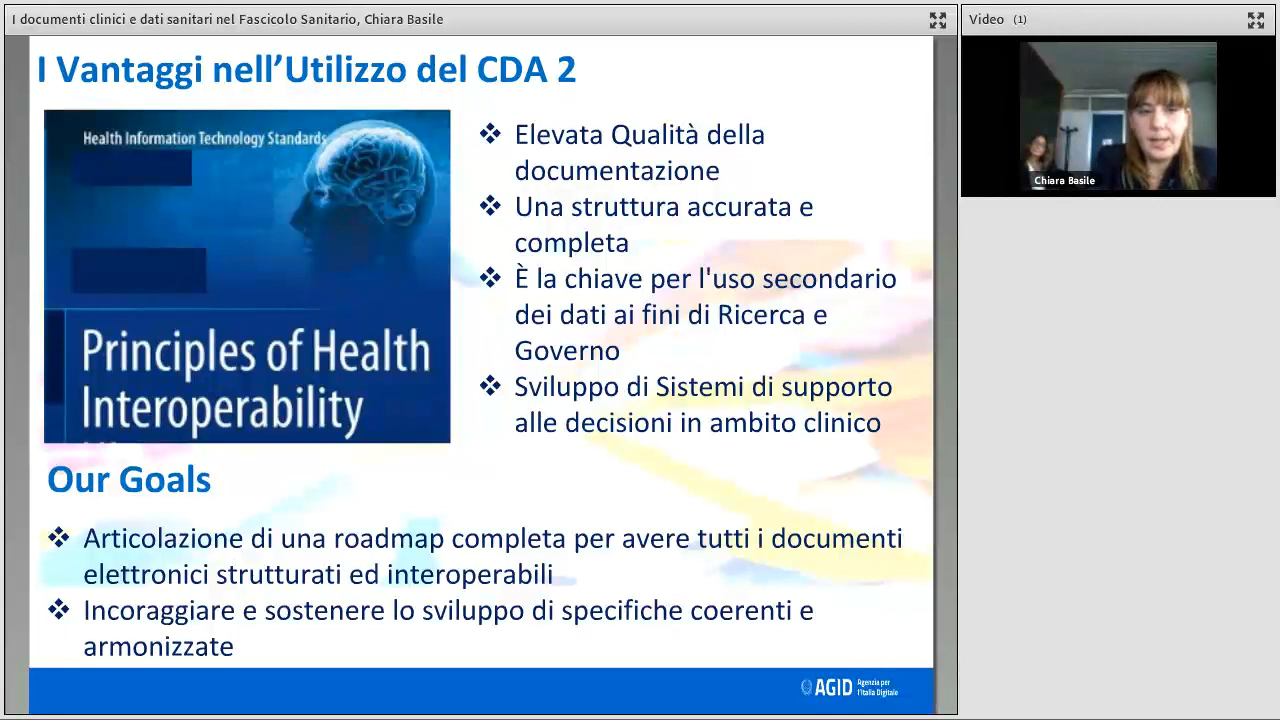 I documenti clinici e dati sanitari nel Fascicolo Sanitario, Chiara Basile
Video (1)
I Vantaggi nell’Utilizzo del CDA 2
Health Information Technology Standards
Principles of Health
Interoperability
❖ Elevata Qualità della
documentazione
❖ Una struttura accurata e
completa
❖ È la chiave per l'uso secondario
dei dati ai fini di Ricerca e
Governo
❖ Sviluppo di Sistemi di supporto
alle decisioni in ambito clinico
Chiara Basile
Our Goals
❖ Articolazione di una roadmap completa per avere tutti i documenti
elettronici strutturati ed interoperabili
❖ Incoraggiare e sostenere lo sviluppo di specifiche coerenti e
armonizzate
AGID Agenzia per
l'Italia Digitale